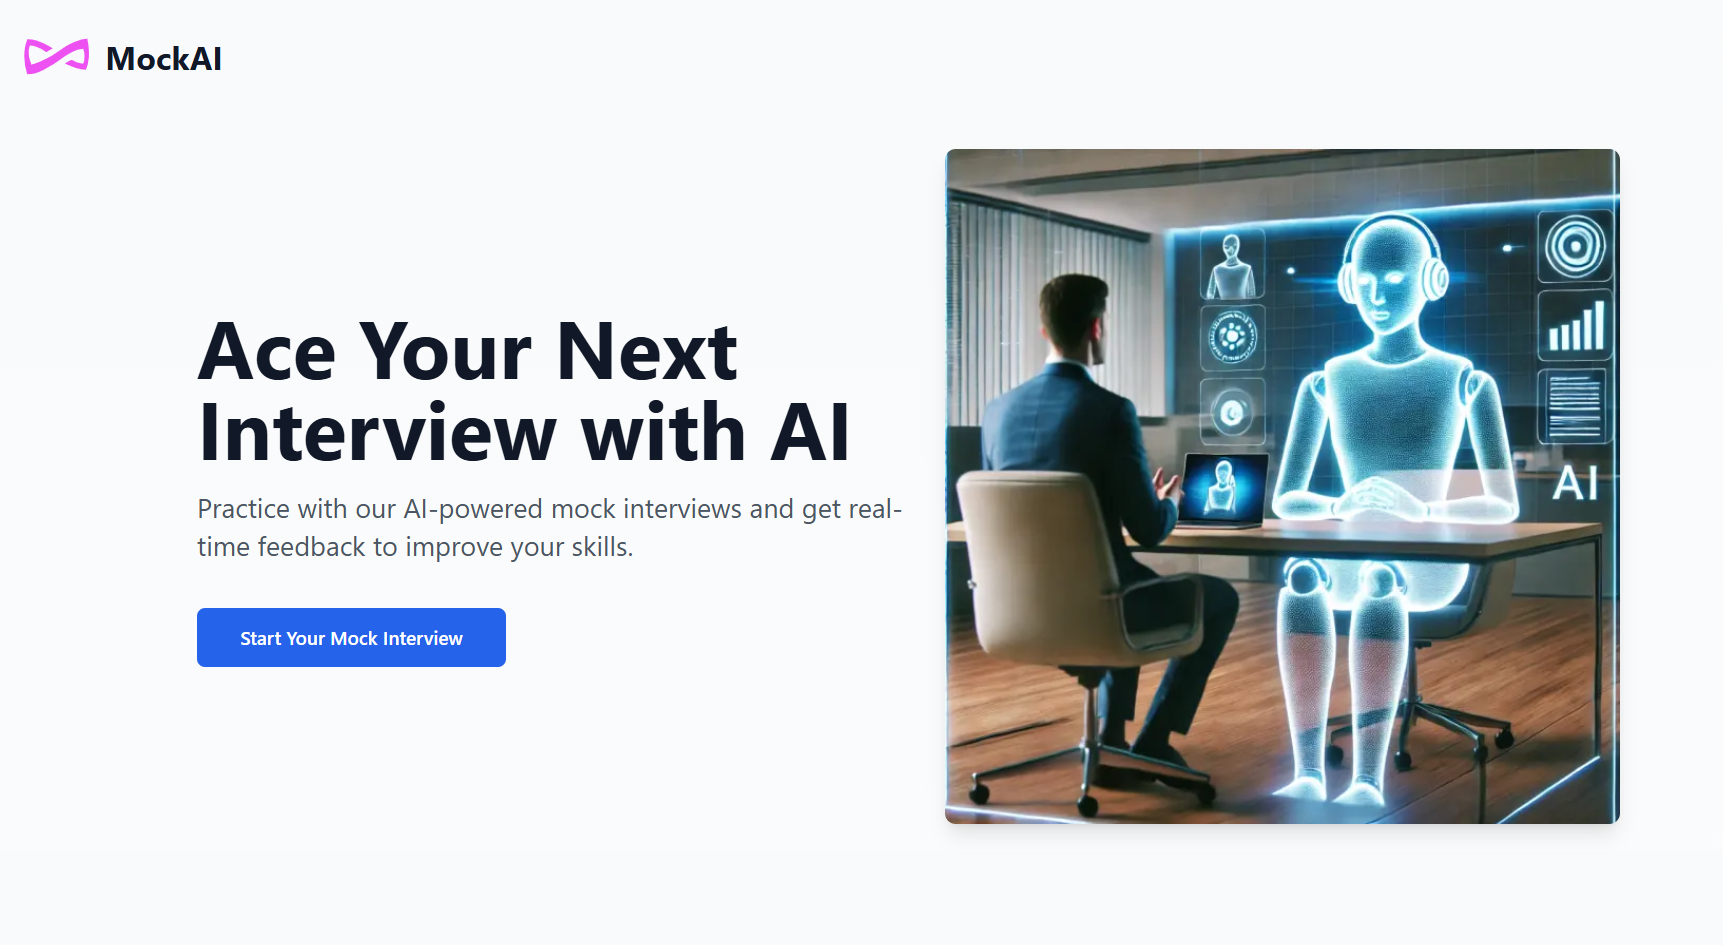 MockAI
Ace Your Next
Interview with AI
Practice with our AI-powered mock interviews and get real-
time feedback to improve your skills.
Start Your Mock Interview
AI